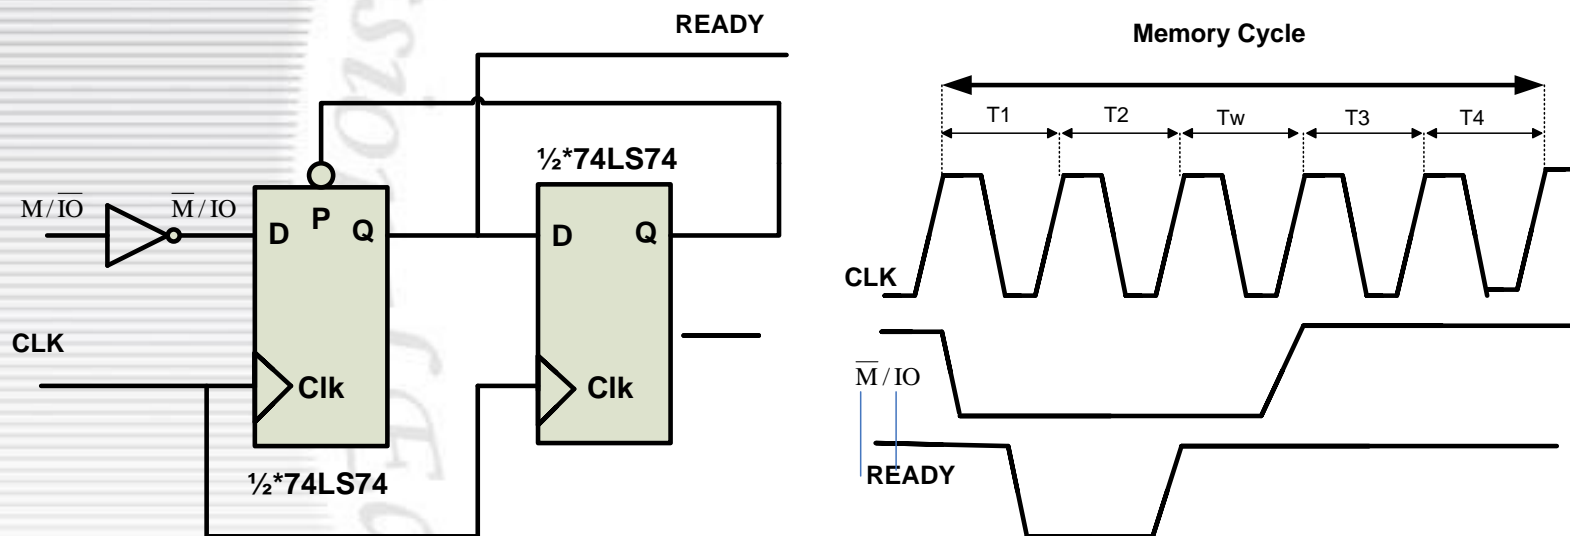 READY
½*74LS74
M/I̅O̅
M̅/IO
D
P
Q
D
Q
CLK
Clk
Clk
½*74LS74
Memory Cycle
T1
T2
Tw
T3
T4
CLK
M̅/IO
READY